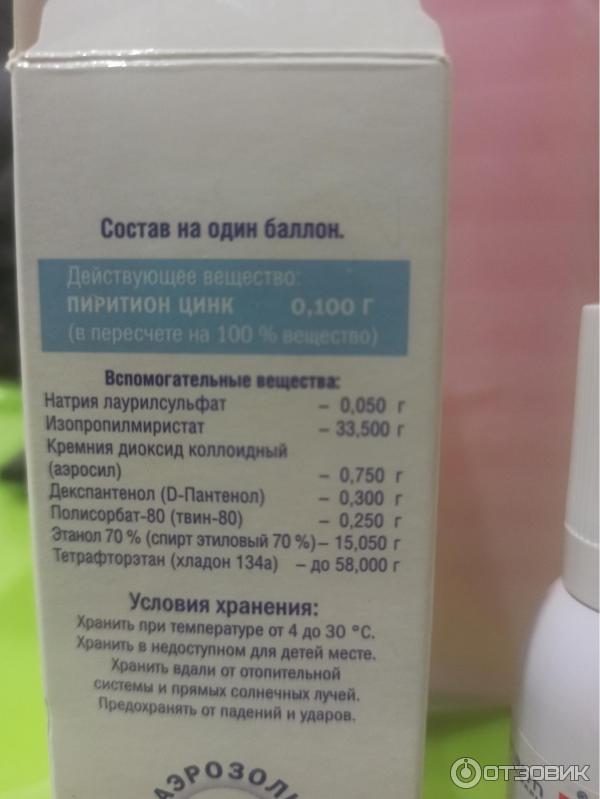 Состав на один баллон.
Действующее вещество:
ПИРИТИОН ЦИНК 0,100 Г
(в пересчете на 100 % вещество)
Вспомогательные вещества:
Натрия лаурилсульфат – 0,050 г
Изопропилмиристат – 33,500 г
Кремния диоксид коллоидный
(аэросил) – 0,750 г
Декспантенол (D-Пантенол) – 0,300 г
Полисорбат-80 (твин-80) – 0,250 г
Этанол 70 % (спирт этиловый 70 %) – 15,050 г
Тетрафторэтан (хладон 134а) – до 58,000 г
Условия хранения:
Хранить при температуре от 4 до 30 °С.
Хранить в недоступном для детей месте.
Хранить вдали от отопительной
системы и прямых солнечных лучей.
Предохранять от падений и ударов.
АЭРОЗОЛ
ОТЗОВИК